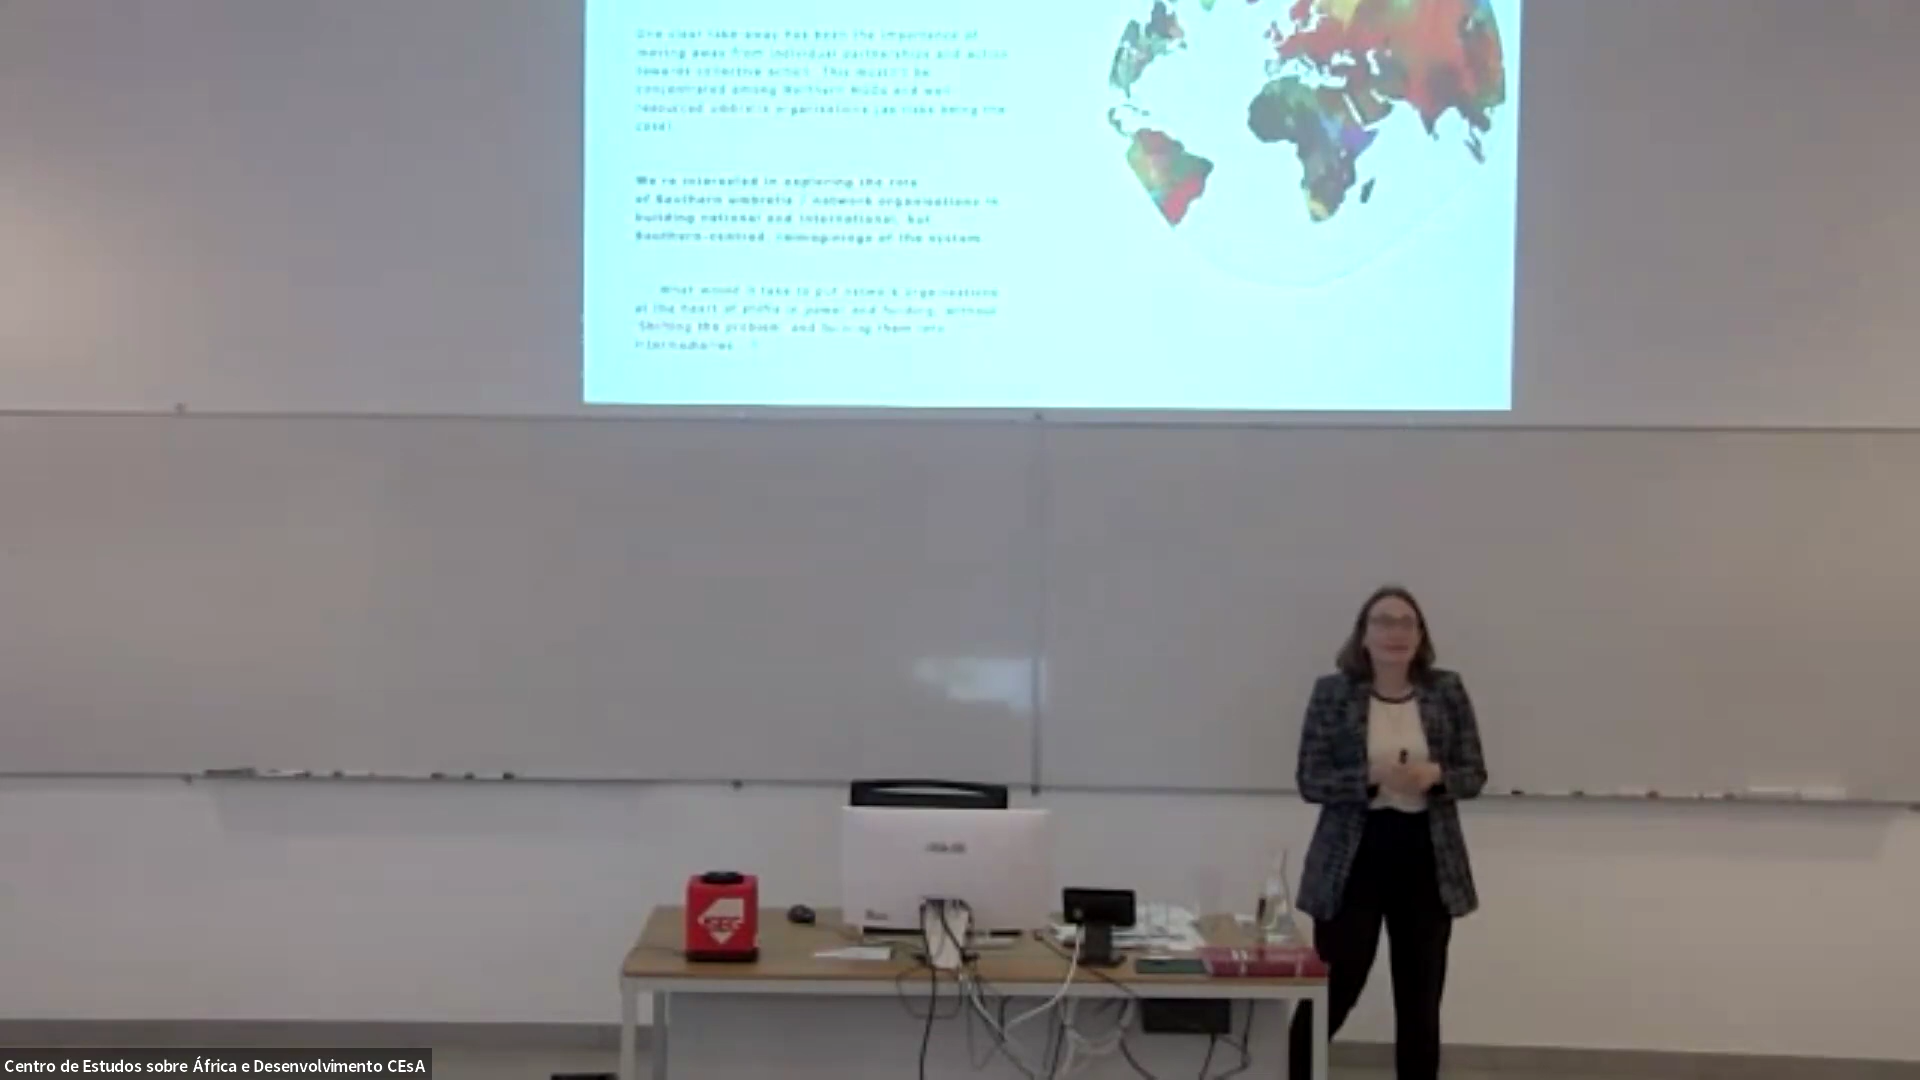 One clear take-away has been the importance of
moving away from individual partnerships and action
towards collective action. This mustn't be
concentrated among Northern NGOs and well-
resourced umbrella organisations (as risks being the
case).
We're interested in exploring the role
of Southern umbrella / network organisations in
building national and international, but
Southern-centred, reimaginings of the system.
What would it take to put network organisations
at the heart of shifts in power and funding, without
'Shifting the problem' and turning them into
intermediaries...?
ISEG
Centro de Estudos sobre África e Desenvolvimento CEsA